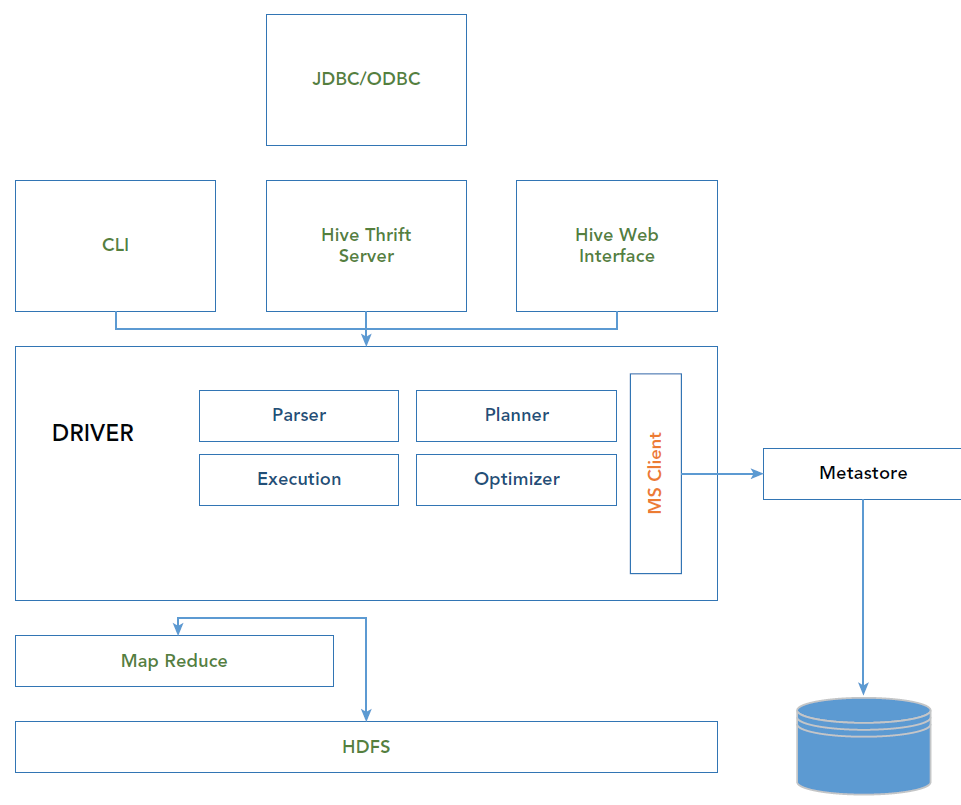 JDBC/ODBC
CLI
Hive Thrift
Server
Hive Web
Interface
DRIVER
Parser
Planner
Execution
Optimizer
MS Client
Metastore
Map Reduce
HDFS